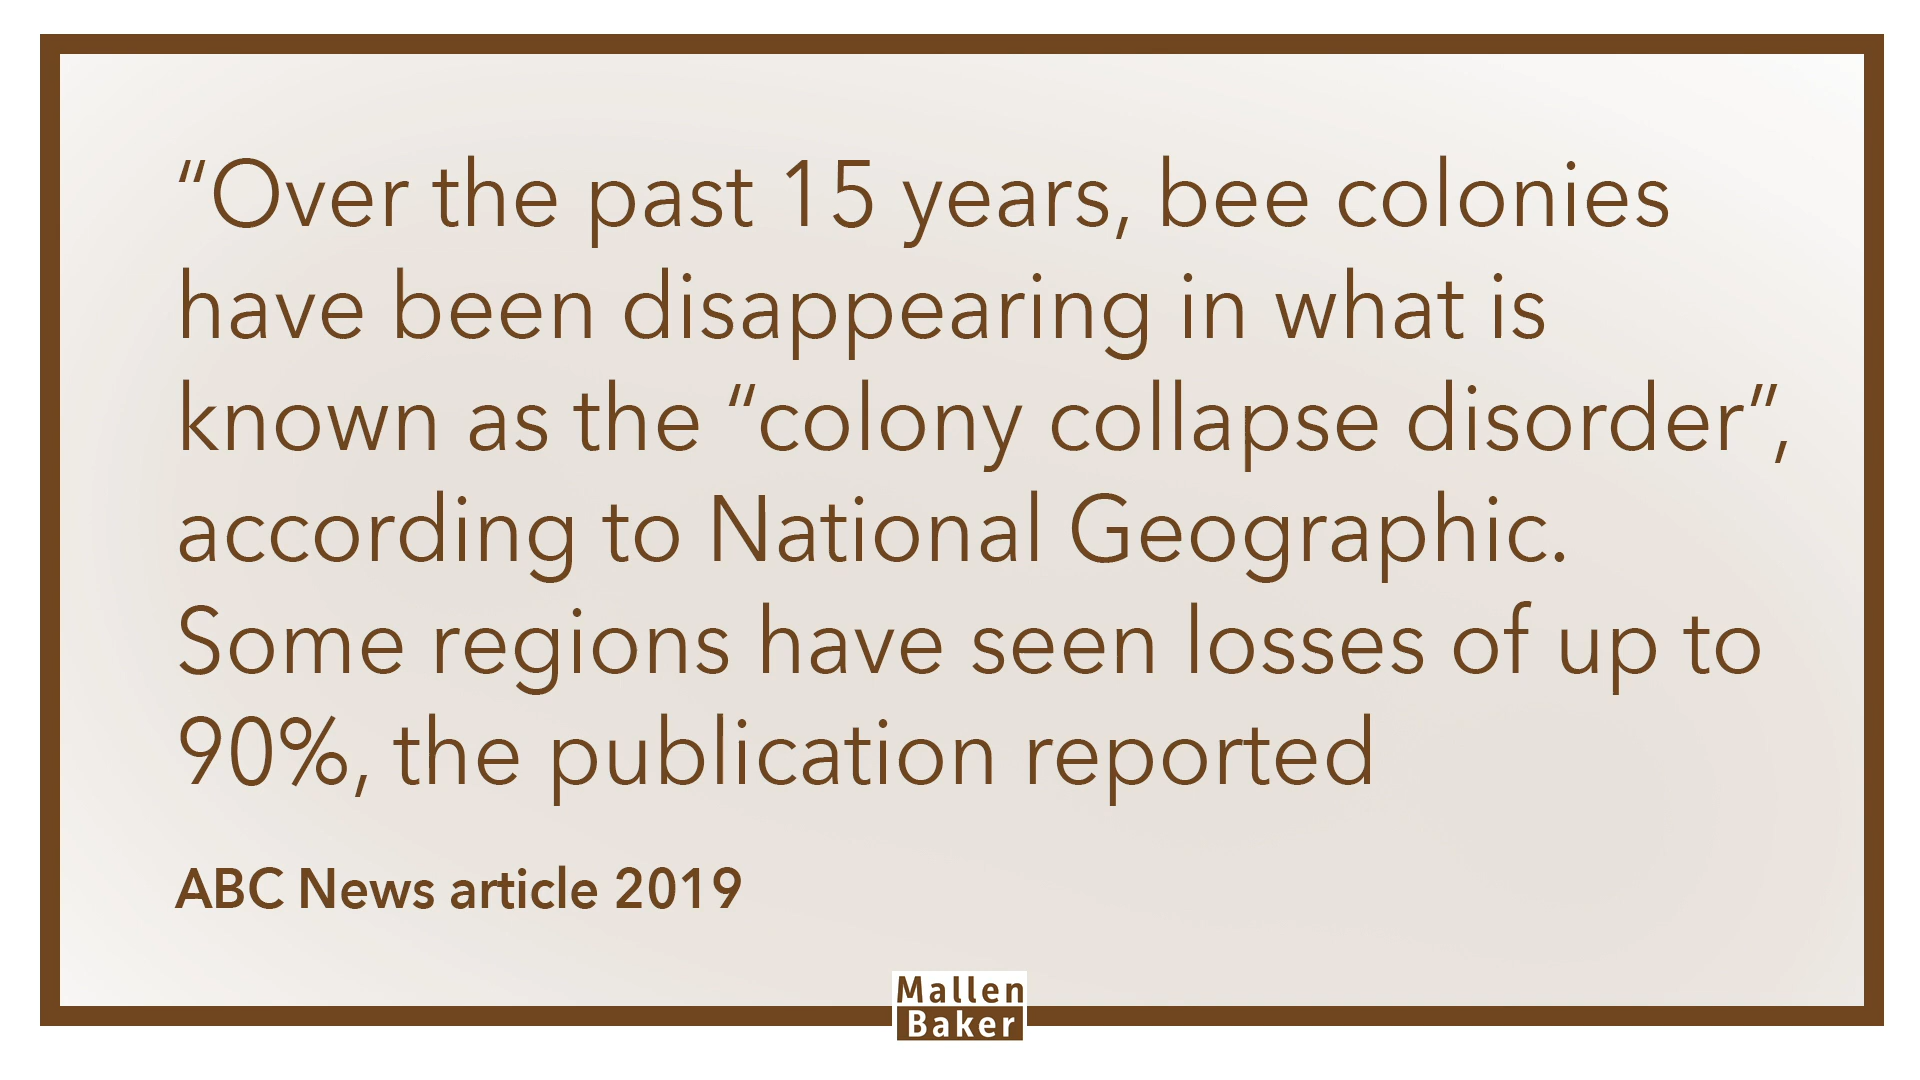 “Over the past 15 years, bee colonies
have been disappearing in what is
known as the “colony collapse disorder”,
according to National Geographic.
Some regions have seen losses of up to
90%, the publication reported
ABC News article 2019
Mallen
Baker